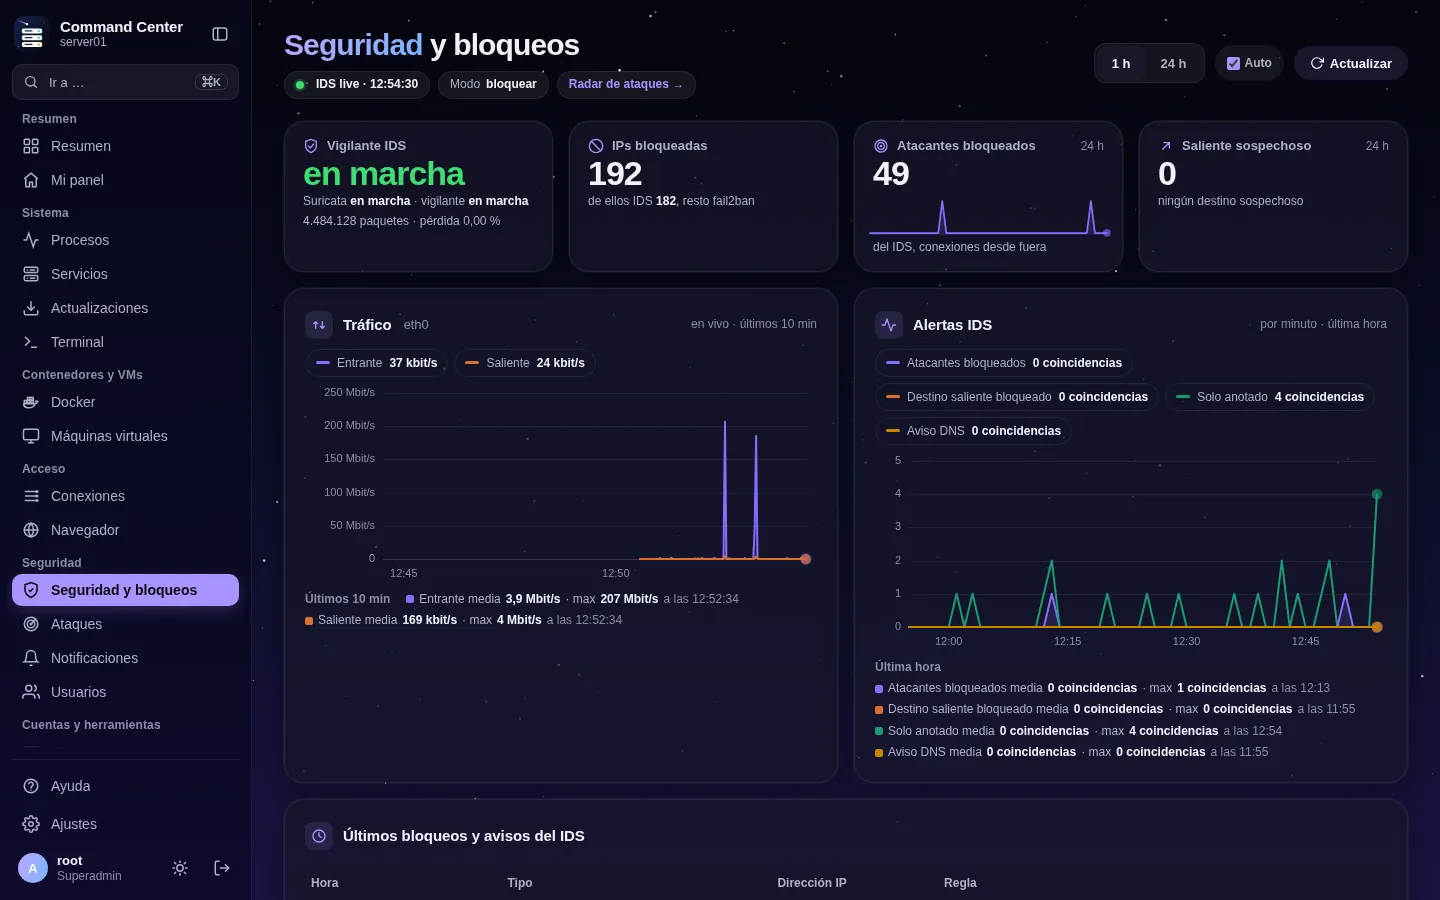 Command Center
server01
Ir a …
⌘K
Resumen
Resumen
Mi panel
Sistema
Procesos
Servicios
Actualizaciones
Terminal
Contenedores y VMs
Docker
Máquinas virtuales
Acceso
Conexiones
Navegador
Seguridad
Seguridad y bloqueos
Ataques
Notificaciones
Usuarios
Cuentas y herramientas
Ayuda
Ajustes
A
root
Superadmin
Seguridad y bloqueos
IDS live · 12:54:30
Modo bloquear
Radar de ataques →
1 h
24 h
Auto
Actualizar
Vigilante IDS
en marcha
Suricata en marcha · vigilante en marcha
4.484.128 paquetes · pérdida 0,00 %
IPs bloqueadas
192
de ellos IDS 182, resto fail2ban
Atacantes bloqueados 24 h
49
del IDS, conexiones desde fuera
Saliente sospechoso 24 h
0
ningún destino sospechoso
Tráfico eth0
en vivo · últimos 10 min
Entrante 37 kbit/s
Saliente 24 kbit/s
250 Mbit/s
200 Mbit/s
150 Mbit/s
100 Mbit/s
50 Mbit/s
0
12:45
12:50
Últimos 10 min Entrante media 3,9 Mbit/s · max 207 Mbit/s a las 12:52:34
Saliente media 169 kbit/s · max 4 Mbit/s a las 12:52:34
Alertas IDS
por minuto · última hora
Atacantes bloqueados 0 coincidencias
Destino saliente bloqueado 0 coincidencias
Solo anotado 4 coincidencias
Aviso DNS 0 coincidencias
5
4
3
2
1
0
12:00
12:15
12:30
12:45
Última hora
Atacantes bloqueados media 0 coincidencias · max 1 coincidencias a las 12:13
Destino saliente bloqueado media 0 coincidencias · max 0 coincidencias a las 11:55
Solo anotado media 0 coincidencias · max 4 coincidencias a las 12:54
Aviso DNS media 0 coincidencias · max 0 coincidencias a las 11:55
Últimos bloqueos y avisos del IDS
Hora
Tipo
Dirección IP
Regla